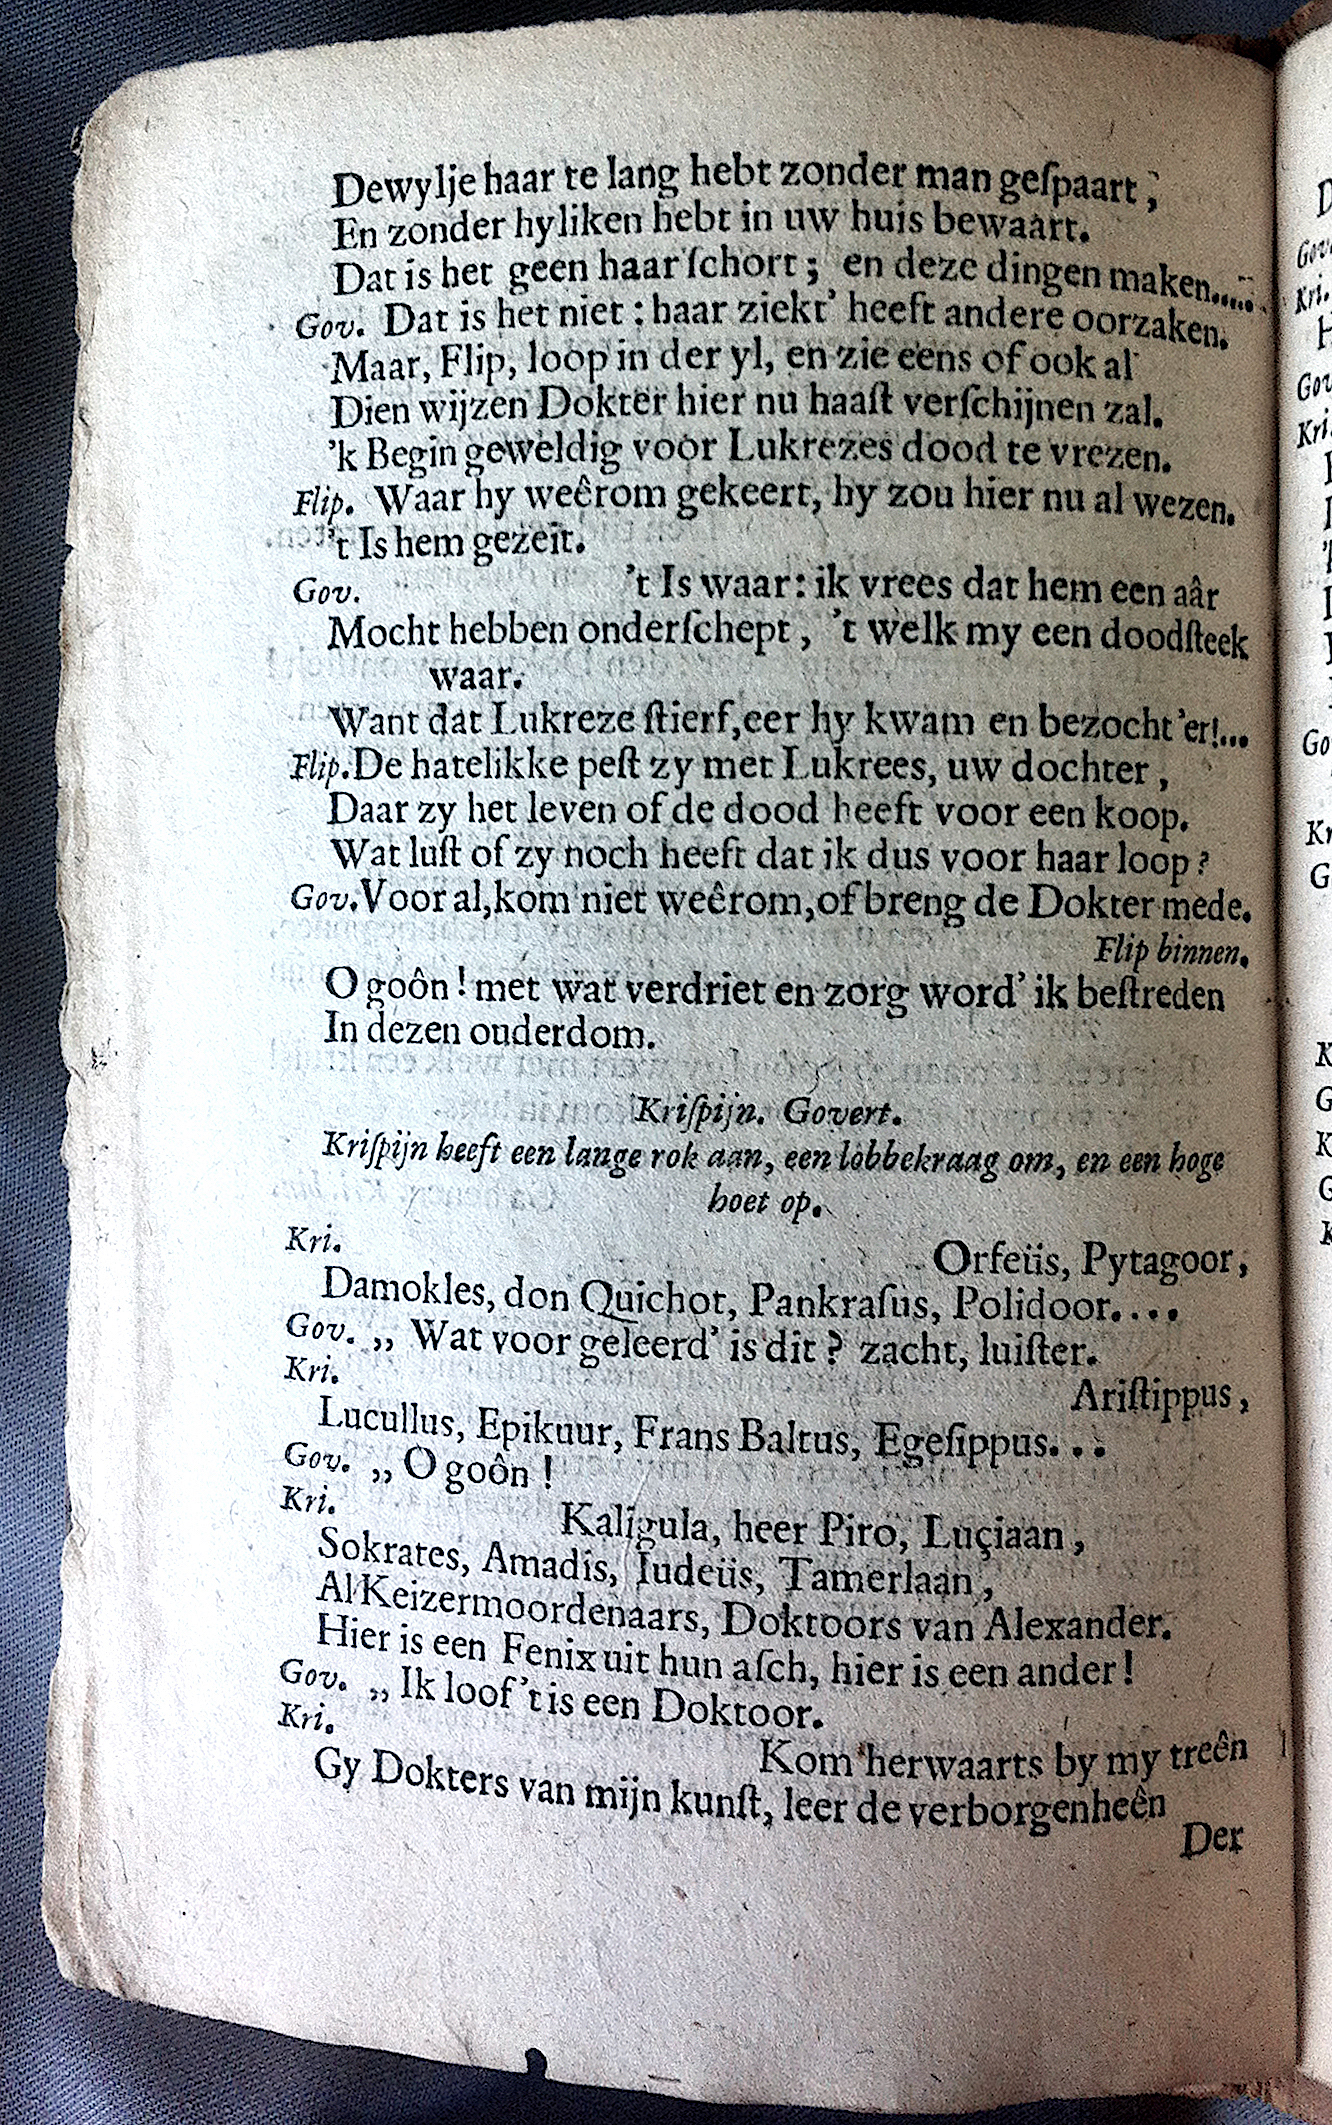 Dewylje haar te lang hebt zonder man geſpaart,
En zonder hyliken hebt in uw huis bewaart.
Dat is het geen haar ſchort; en deze dingen maken......
Gov. Dat is het niet: haar ziekt' heeft andere oorzaken.
Maar, Flip, loop in der yl, en zie eens of ook al
Dien wijzen Dokter hier nu haaſt verſchijnen zal.
'k Begin geweldig voor Lukrezes dood te vrezen.
Flip. Waar hy weêrom gekeert, hy zou hier nu al wezen.
't Is hem gezeit.
Gov. 't Is waar: ik vrees dat hem een aâr
Mocht hebben onderſchept, 't welk my een doodſteek
waar.
Want dat Lukreze ſtierf, eer hy kwam en bezocht'er!...
Flip. De hatelikke peſt zy met Lukrees, uw dochter,
Daar zy het leven of de dood heeft voor een koop.
Wat luſt of zy noch heeft dat ik dus voor haar loop?
Gov. Voor al, kom niet weêrom, of breng de Dokter mede.
Flip binnen.
O goôn! met wat verdriet en zorg word' ik beſtreden
In dezen ouderdom.
Kriſpijn. Govert.
Kriſpijn heeft een lange rok aan, een lobbekraag om, en een hoge
hoet op.
Kri. Orfeüs, Pytagoor,
Damokles, don Quichot, Pankraſus, Polidoor....
Gov. ,, Wat voor geleerd' is dit? zacht, luiſter.
Kri. Ariſtippus,
Lucullus, Epikuur, Frans Baltus, Egeſippus...
Gov. ,, O goôn!
Kri. Kaligula, heer Piro, Luçiaan,
Sokrates, Amadis, Iudeüs, Tamerlaan,
Al Keizermoordenaars, Doktoors van Alexander.
Hier is een Fenix uit hun aſch, hier is een ander!
Gov. ,, Ik loof 't is een Doktoor.
Kri. Kom herwaarts by my treên
Gy Dokters van mijn kunſt, leer de verborgenheên
Der